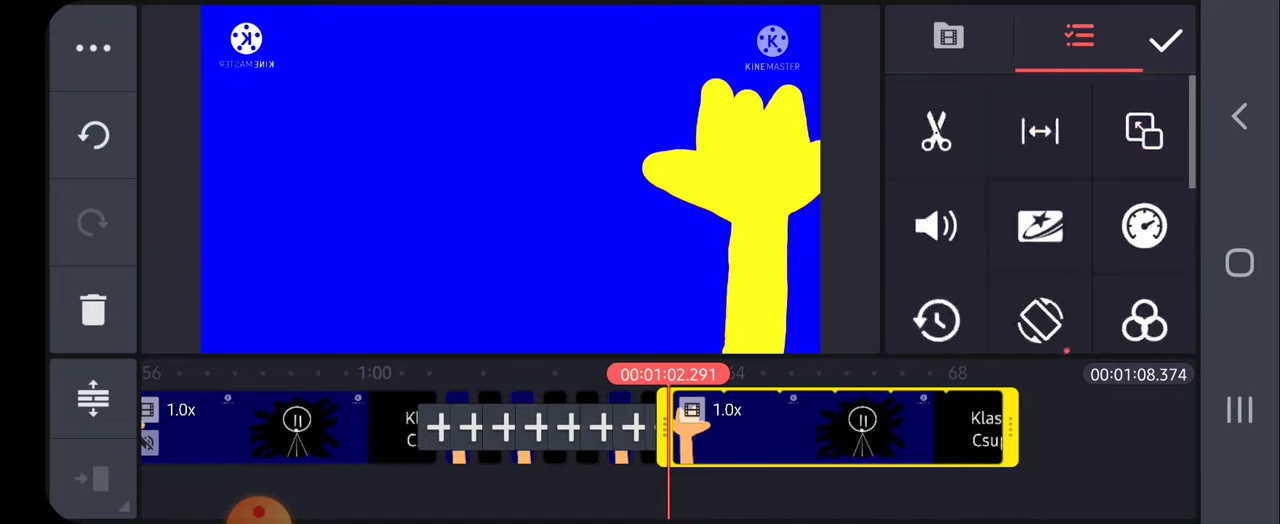 KINEMASTER
KINEMASTER
56
1:00
00:01:02.291
64
68
00:01:08.374
1.0x
Kl
C
1.0x
Klas
Csu